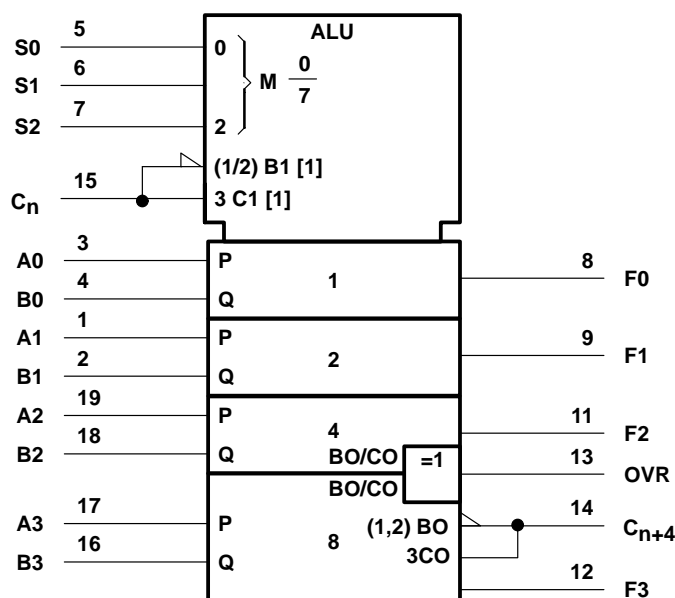 ALU
S0 5 0
S1 6 M 0/7
S2 7 2
(1/2) B1 [1]
Cn 15 3 C1 [1]
A0 3 P
1 8 F0
B0 4 Q
A1 1 P
2 9 F1
B1 2 Q
A2 19 P
4 11 F2
B2 18 Q BO/CO =1 13 OVR
BO/CO
A3 17 P (1,2) BO 14 Cn+4
8 3CO
B3 16 Q
12 F3